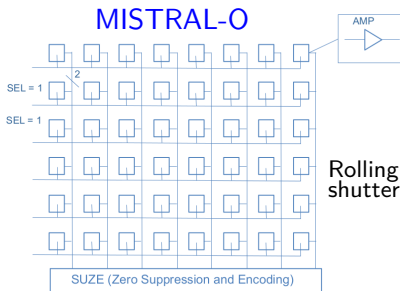 MISTRAL-O
AMP
2
SEL = 1
SEL = 1
Rolling
shutter
SUZE (Zero Suppression and Encoding)